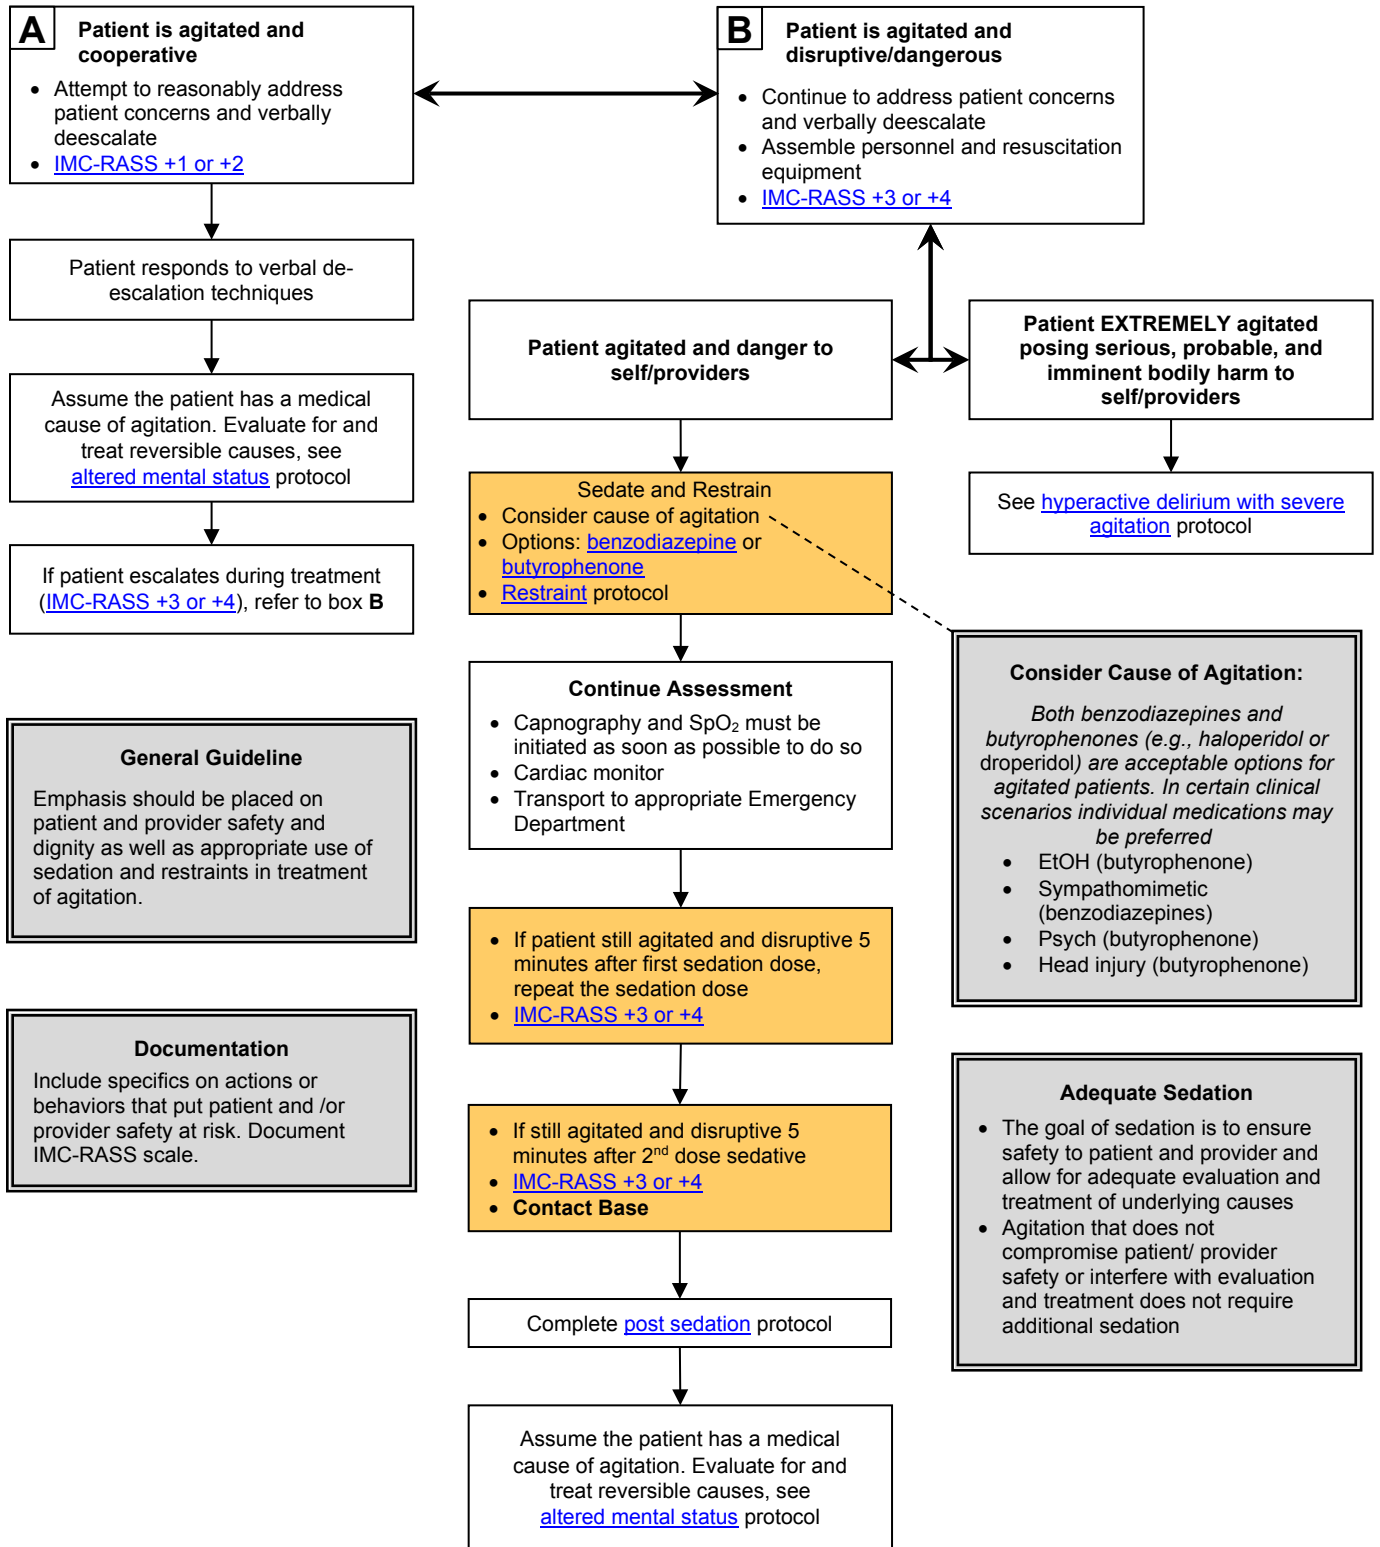 A
Patient is agitated and
cooperative
• Attempt to reasonably address
patient concerns and verbally
deescalate
• IMC-RASS +1 or +2
B
Patient is agitated and
disruptive/dangerous
• Continue to address patient concerns
and verbally deescalate
• Assemble personnel and resuscitation
equipment
• IMC-RASS +3 or +4
Patient responds to verbal de-
escalation techniques
Assume the patient has a medical
cause of agitation. Evaluate for and
treat reversible causes, see
altered mental status protocol
If patient escalates during treatment
(IMC-RASS +3 or +4), refer to box B
Patient agitated and danger to
self/providers
Patient EXTREMELY agitated
posing serious, probable, and
imminent bodily harm to
self/providers
See hyperactive delirium with severe
agitation protocol
Sedate and Restrain
• Consider cause of agitation
• Options: benzodiazepine or
butyrophenone
• Restraint protocol
Continue Assessment
• Capnography and SpO₂ must be
initiated as soon as possible to do so
• Cardiac monitor
• Transport to appropriate Emergency
Department
• If patient still agitated and disruptive 5
minutes after first sedation dose,
repeat the sedation dose
• IMC-RASS +3 or +4
• If still agitated and disruptive 5
minutes after 2nd dose sedative
• IMC-RASS +3 or +4
• Contact Base
Complete post sedation protocol
Assume the patient has a medical
cause of agitation. Evaluate for and
treat reversible causes, see
altered mental status protocol
General Guideline
Emphasis should be placed on
patient and provider safety and
dignity as well as appropriate use of
sedation and restraints in treatment
of agitation.
Documentation
Include specifics on actions or
behaviors that put patient and /or
provider safety at risk. Document
IMC-RASS scale.
Consider Cause of Agitation:
Both benzodiazepines and
butyrophenones (e.g., haloperidol or
droperidol) are acceptable options for
agitated patients. In certain clinical
scenarios individual medications may
be preferred
• EtOH (butyrophenone)
• Sympathomimetic
(benzodiazepines)
• Psych (butyrophenone)
• Head injury (butyrophenone)
Adequate Sedation
• The goal of sedation is to ensure
safety to patient and provider and
allow for adequate evaluation and
treatment of underlying causes
• Agitation that does not
compromise patient/ provider
safety or interfere with evaluation
and treatment does not require
additional sedation